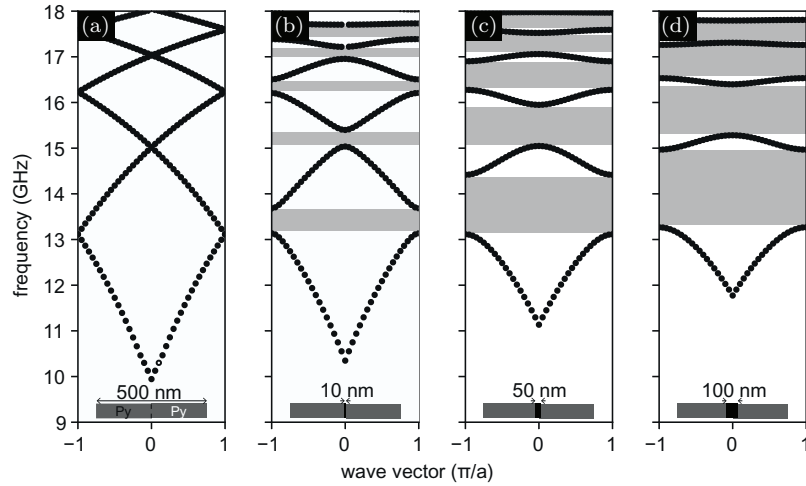 (a) (b) (c) (d)
18
17
16
15
14
13
12
11
10
9
frequency (GHz)
500 nm
Py Py
10 nm
50 nm
100 nm
−1 0 1 −1 0 1 −1 0 1 −1 0 1
wave vector (π/a)